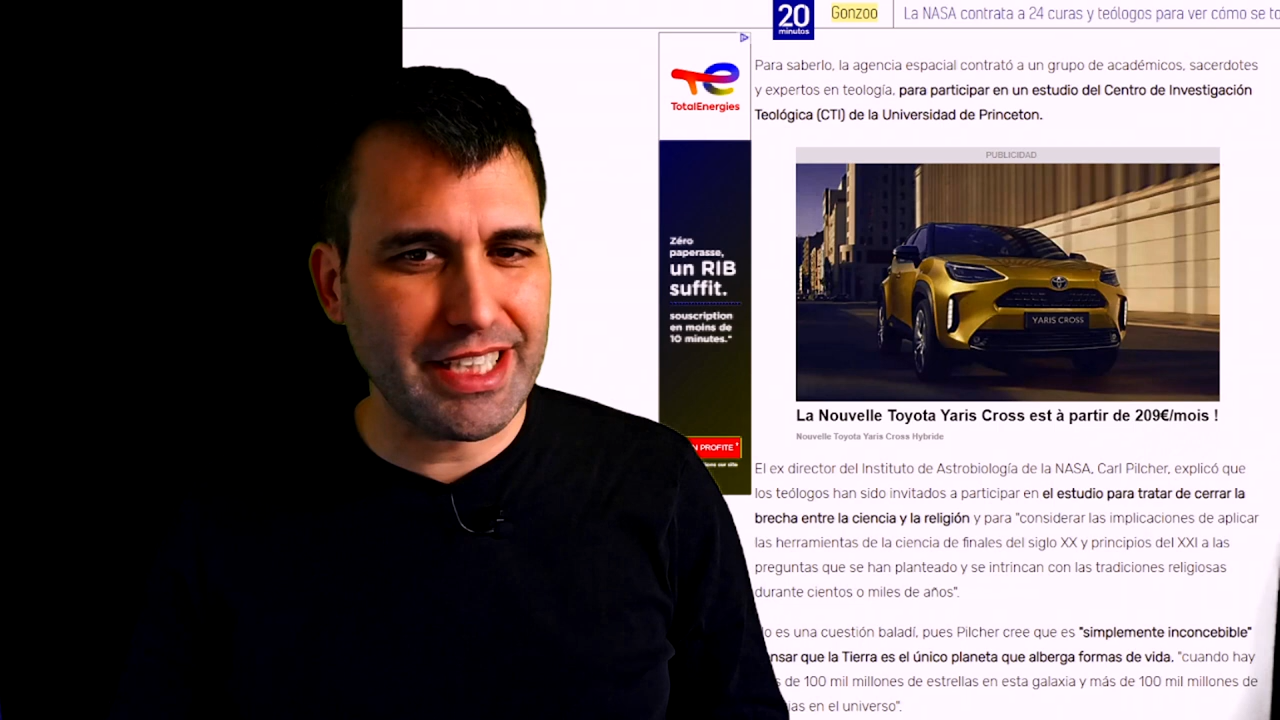 20
minutos
Gonzoo
La NASA contrata a 24 curas y teólogos para ver cómo se to
Para saberlo, la agencia espacial contrató a un grupo de académicos, sacerdotes
y expertos en teología, para participar en un estudio del Centro de Investigación
Teológica (CTI) de la Universidad de Princeton.
TotalEnergies
Zéro
paperasse,
un RIB
suffit.
souscription
en moins de
10 minutes.*
N PROFITE
PUBLICIDAD
YARIS CROSS
La Nouvelle Toyota Yaris Cross est à partir de 209€/mois !
Nouvelle Toyota Yaris Cross Hybride
El ex director del Instituto de Astrobiología de la NASA, Carl Pilcher, explicó que
los teólogos han sido invitados a participar en el estudio para tratar de cerrar la
brecha entre la ciencia y la religión y para "considerar las implicaciones de aplicar
las herramientas de la ciencia de finales del siglo XX y principios del XXI a las
preguntas que se han planteado y se intrincan con las tradiciones religiosas
durante cientos o miles de años".
o es una cuestión baladí, pues Pilcher cree que es "simplemente inconcebible"
nsar que la Tierra es el único planeta que alberga formas de vida. "cuando hay
s de 100 mil millones de estrellas en esta galaxia y más de 100 mil millones de
ias en el universo".